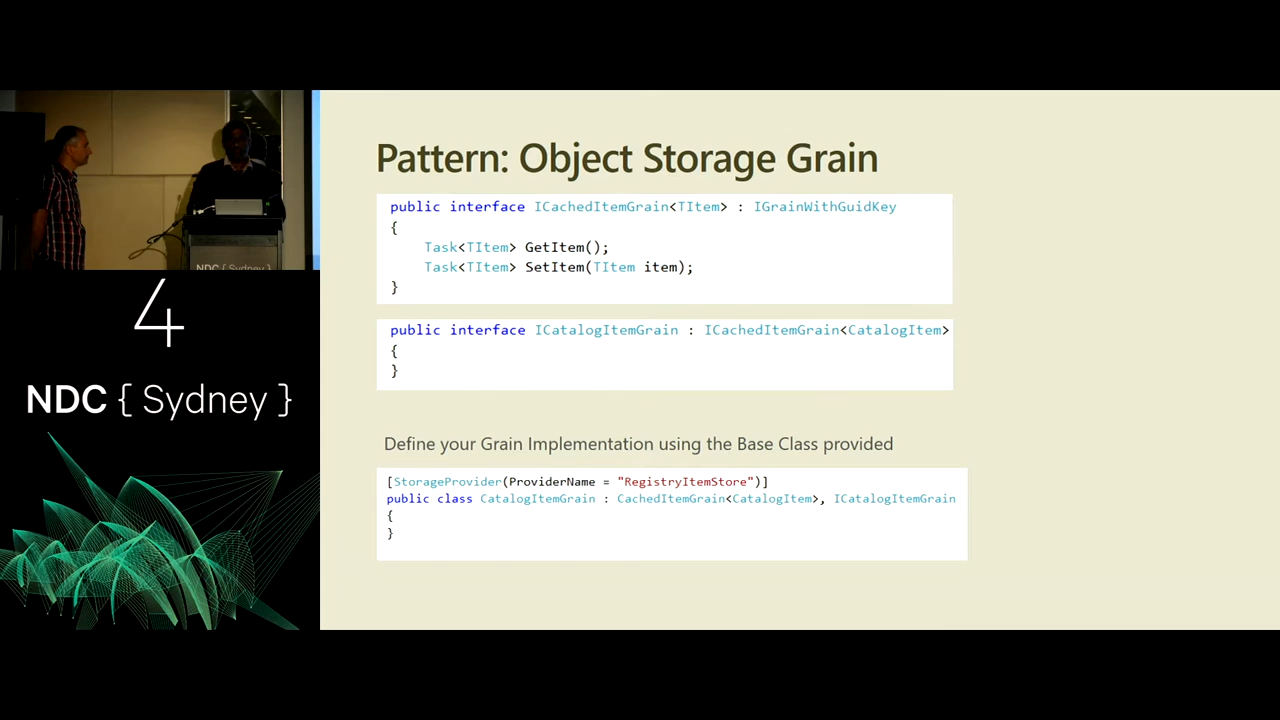 NDC { Sydney }
4
NDC { Sydney }
Pattern: Object Storage Grain
public interface ICachedItemGrain<TItem> : IGrainWithGuidKey
{
    Task<TItem> GetItem();
    Task<TItem> SetItem(TItem item);
}
public interface ICatalogItemGrain : ICachedItemGrain<CatalogItem>
{
}
Define your Grain Implementation using the Base Class provided
[StorageProvider(ProviderName = "RegistryItemStore")]
public class CatalogItemGrain : CachedItemGrain<CatalogItem>, ICatalogItemGrain
{
}